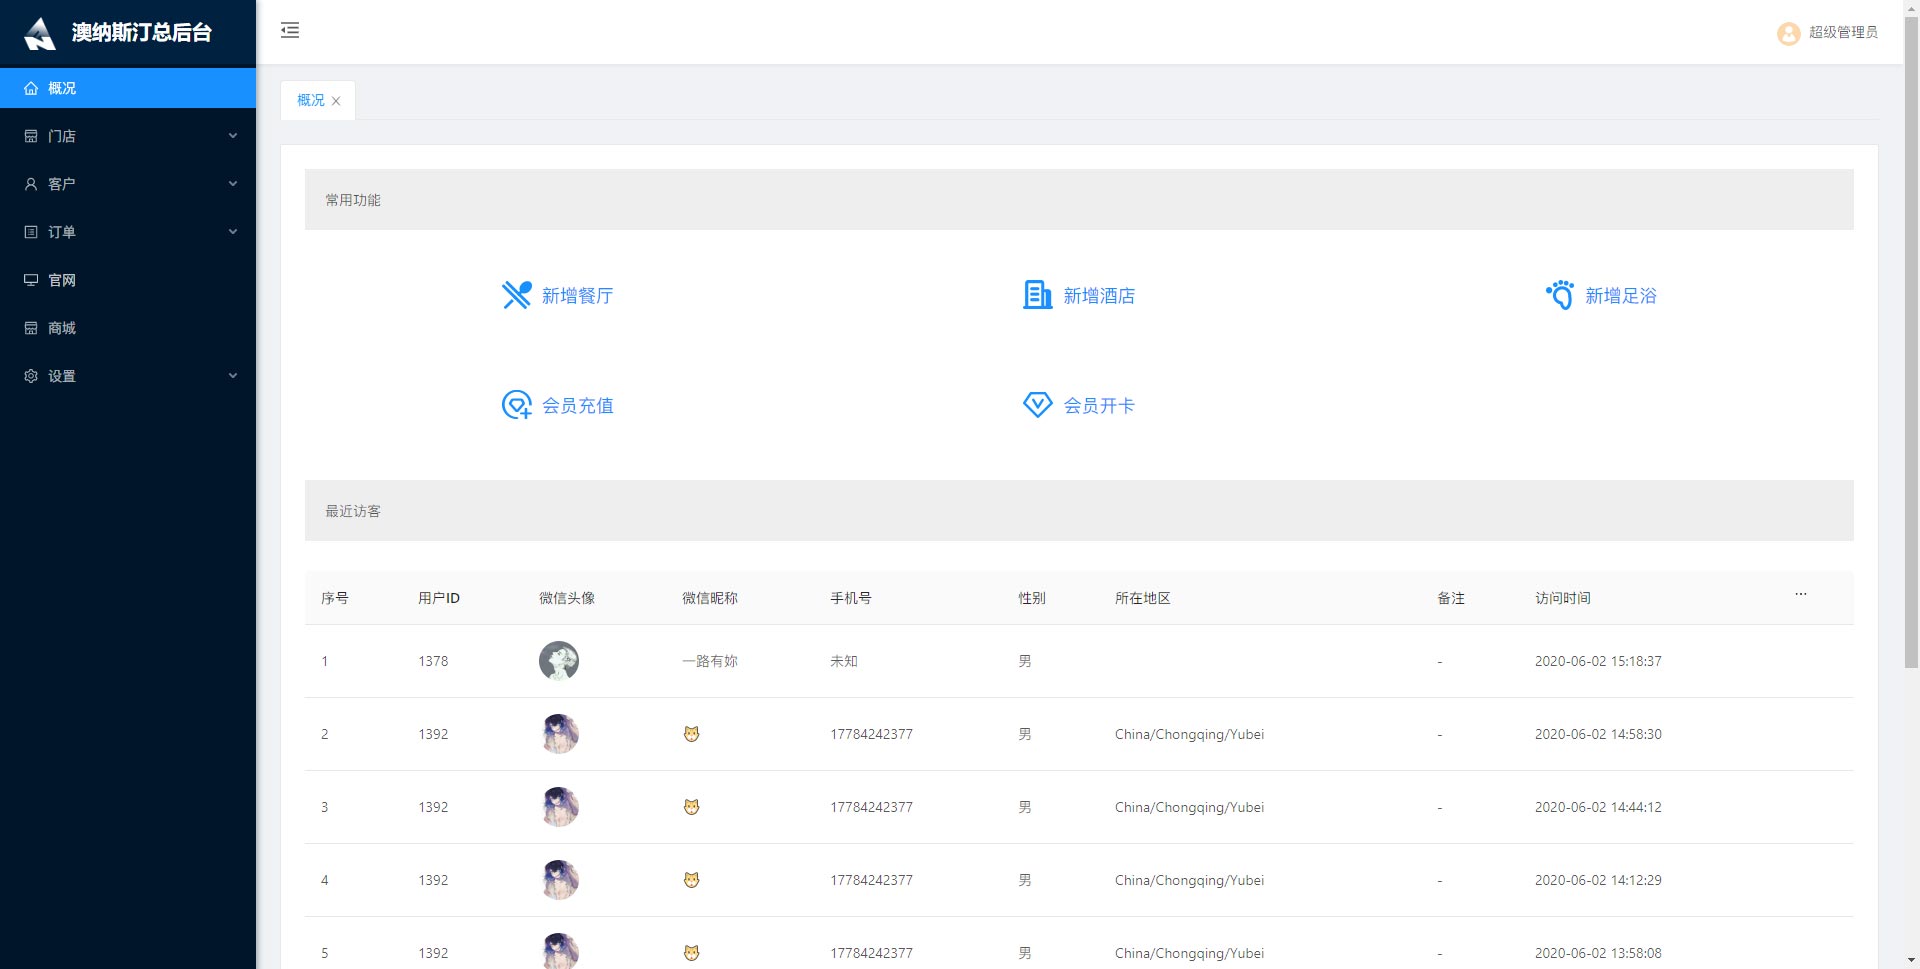 澳纳斯汀总后台
超级管理员
概况
门店
客户
订单
官网
商城
设置
概况
常用功能
新增餐厅 新增酒店 新增足浴
会员充值 会员开卡
最近访客
序号 用户ID 微信头像 微信昵称 手机号 性别 所在地区 备注 访问时间 ···
1 1378 一路有妳 未知 男 - 2020-06-02 15:18:37
2 1392 🐱 17784242377 男 China/Chongqing/Yubei - 2020-06-02 14:58:30
3 1392 🐱 17784242377 男 China/Chongqing/Yubei - 2020-06-02 14:44:12
4 1392 🐱 17784242377 男 China/Chongqing/Yubei - 2020-06-02 14:12:29
5 1392 🐱 17784242377 男 China/Chongqing/Yubei - 2020-06-02 13:58:08